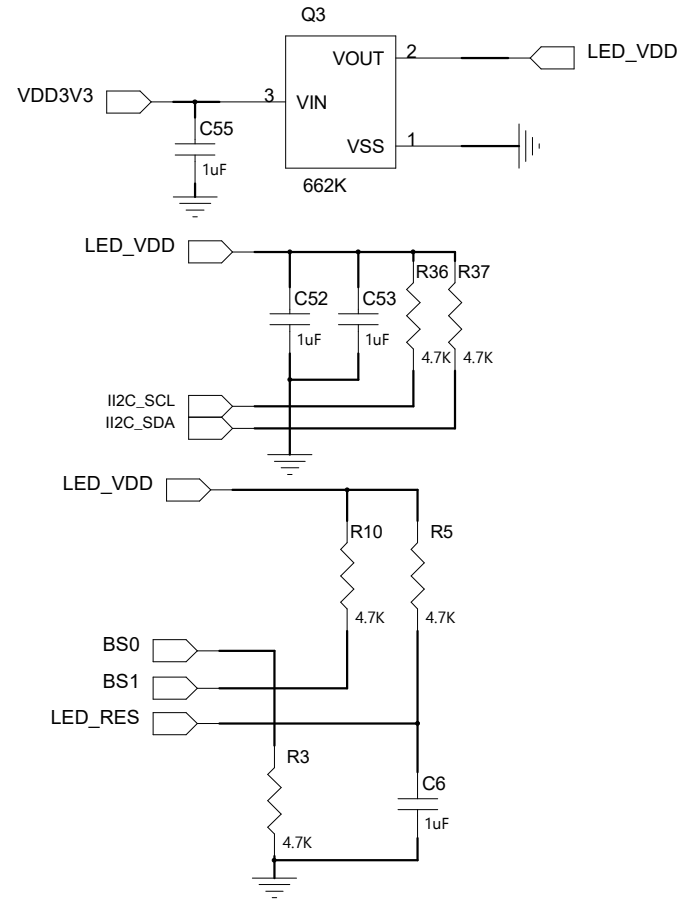 Q3
VOUT 2 LED_VDD
VDD3V3 3 VIN
C55
1uF
VSS 1
662K
LED_VDD
R36 R37
C52 C53
1uF 1uF
4.7K 4.7K
II2C_SCL
II2C_SDA
LED_VDD
R10 R5
4.7K 4.7K
BS0
BS1
LED_RES
R3
C6
1uF
4.7K